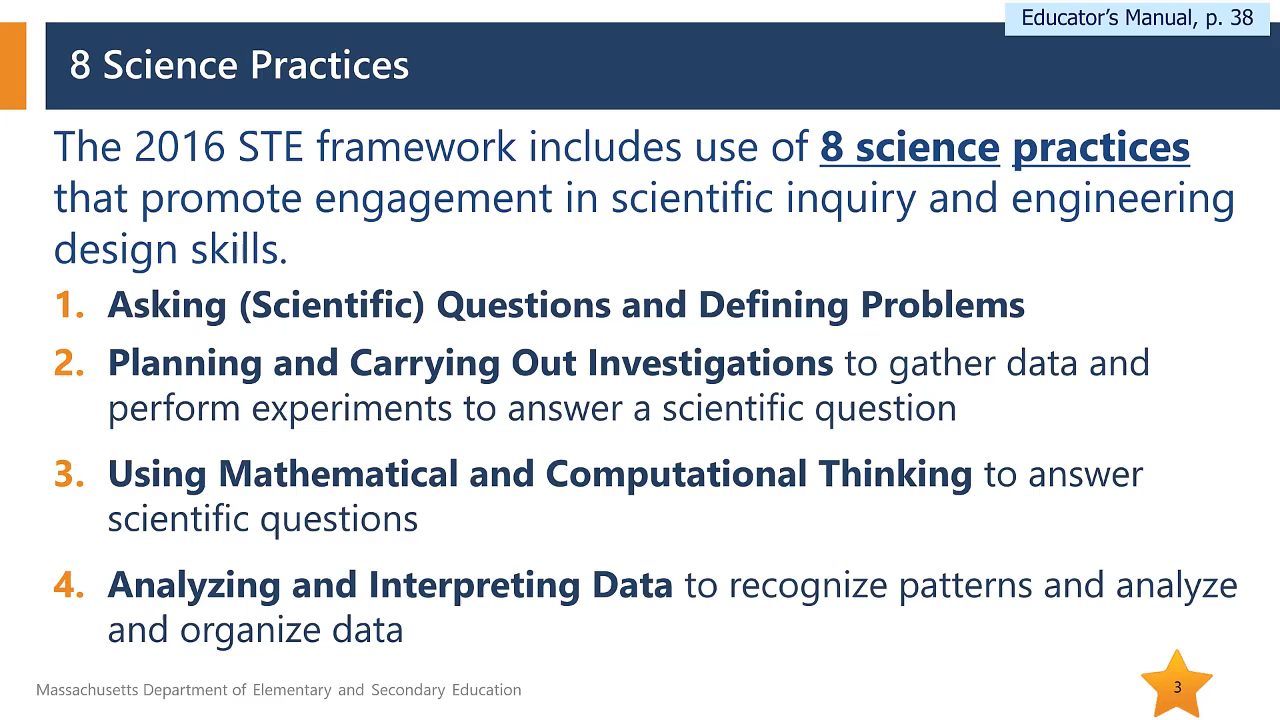 Educator's Manual, p. 38
8 Science Practices
The 2016 STE framework includes use of 8 science practices
that promote engagement in scientific inquiry and engineering
design skills.
1. Asking (Scientific) Questions and Defining Problems
2. Planning and Carrying Out Investigations to gather data and
perform experiments to answer a scientific question
3. Using Mathematical and Computational Thinking to answer
scientific questions
4. Analyzing and Interpreting Data to recognize patterns and analyze
and organize data
Massachusetts Department of Elementary and Secondary Education
3